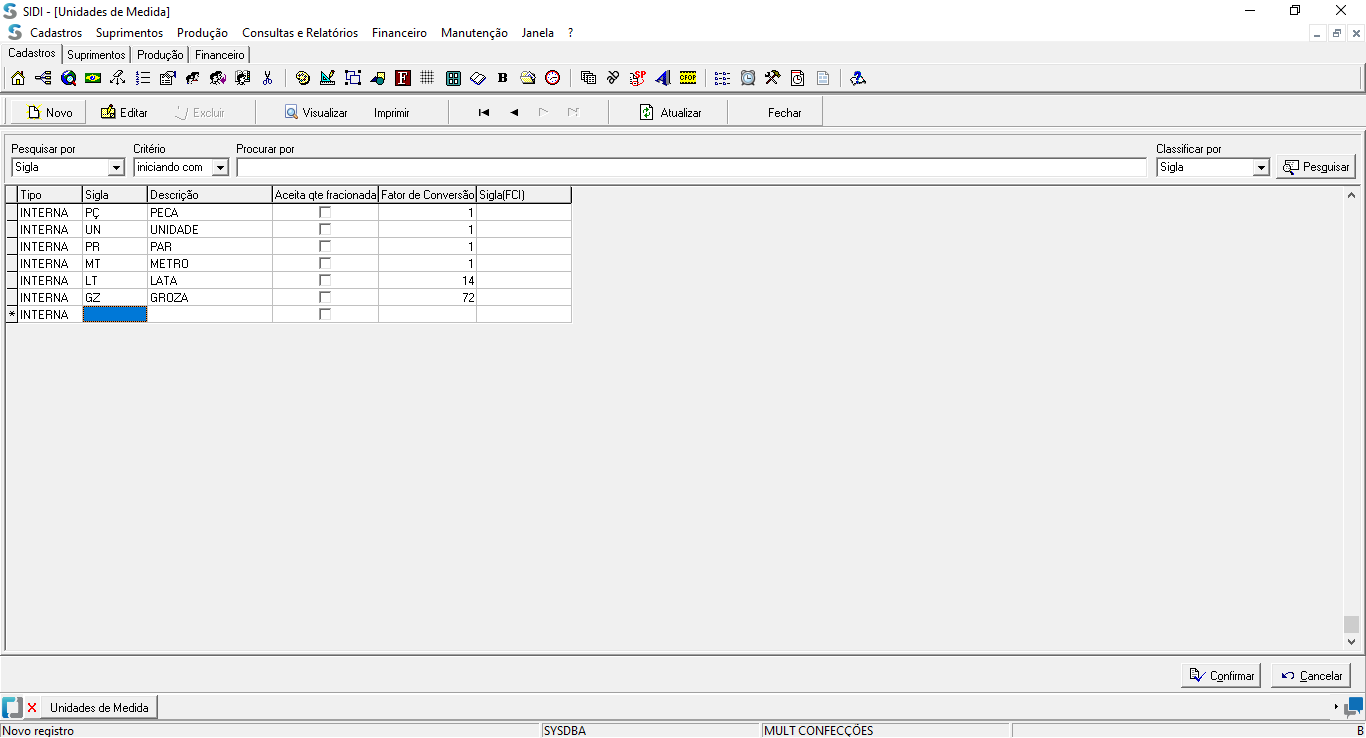 SIDI - [Unidades de Medida]
Cadastros Suprimentos Produção Consultas e Relatórios Financeiro Manutenção Janela ?
Cadastros Suprimentos Produção Financeiro
F B SP CFOP
Novo Editar Excluir Visualizar Imprimir Atualizar Fechar
Pesquisar por Critério Procurar por Classificar por
Sigla iniciando com Sigla Pesquisar
Tipo Sigla Descrição Aceita qte fracionada Fator de Conversão Sigla(FCI)
INTERNA PÇ PECA 1
INTERNA UN UNIDADE 1
INTERNA PR PAR 1
INTERNA MT METRO 1
INTERNA LT LATA 14
INTERNA GZ GROZA 72
* INTERNA
Confirmar Cancelar
Unidades de Medida
Novo registro SYSDBA MULT CONFECÇÕES B